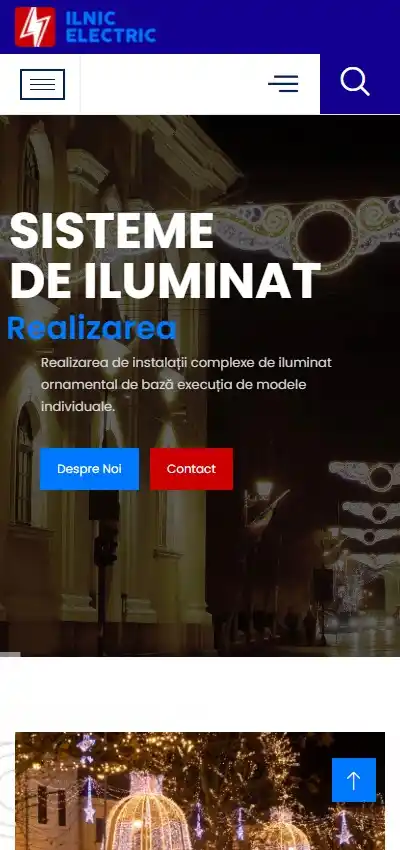 ILNIC
ELECTRIC
SISTEME
DE ILUMINAT
Realizarea
Realizarea de instalații complexe de iluminat
ornamental de bază execuția de modele
individuale.
Despre Noi
Contact